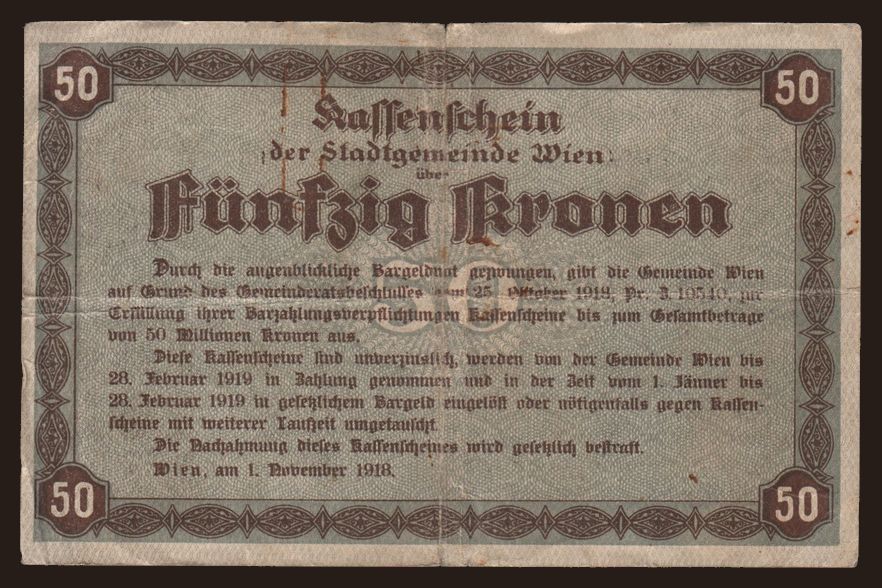 50 50
Kassenschein
der Stadtgemeinde Wien
über
Fünfzig Kronen
Durch die augenblickliche Bargeldnot gezwungen, gibt die Gemeinde Wien
auf Grund des Gemeinderatsbeschlusses vom 25. Oktober 1918, Pr. Z. 10540, zur
Erfüllung ihrer Barzahlungsverpflichtungen Kassenscheine bis zum Gesamtbetrage
von 50 Millionen Kronen aus.
Diese Kassenscheine sind unverzinslich, werden von der Gemeinde Wien bis
28. Februar 1919 in Zahlung genommen und in der Zeit vom 1. Jänner bis
28. Februar 1919 in gesetzlichem Bargeld eingelöst oder nötigenfalls gegen Kassen-
scheine mit weiterer Laufzeit umgetauscht.
Die Nachahmung dieses Kassenscheines wird gesetzlich bestraft.
Wien, am 1. November 1918.
50
50 50